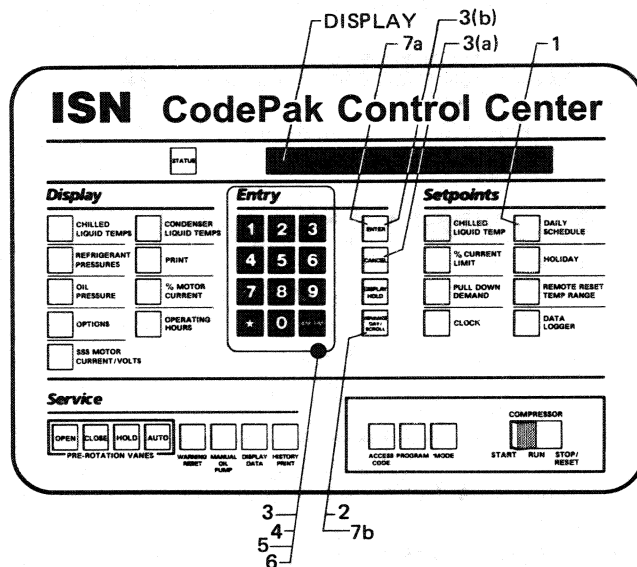 DISPLAY
3(b)
7a
3(a)
1
ISN CodePak Control Center
STATUS
Display
Entry
Setpoints
CHILLED
LIQUID TEMPS
CONDENSER
LIQUID TEMPS
REFRIGERANT
PRESSURES
PRINT
OIL
PRESSURE
% MOTOR
CURRENT
OPTIONS
OPERATING
HOURS
SSS MOTOR
CURRENT/VOLTS
1 2 3
4 5 6
7 8 9
* 0
ENTER
CANCEL
DISPLAY
HOLD
ADVANCE
DAY/
SCROLL
CHILLED
LIQUID TEMP
DAILY
SCHEDULE
% CURRENT
LIMIT
HOLIDAY
PULL DOWN
DEMAND
REMOTE RESET
TEMP RANGE
CLOCK
DATA
LOGGER
Service
OPEN CLOSE HOLD AUTO
PRE-ROTATION VANES
WARNING
RESET
MANUAL
OIL
PUMP
DISPLAY
DATA
HISTORY
PRINT
ACCESS
CODE
PROGRAM
*MODE
COMPRESSOR
START RUN STOP/
RESET
3
4
5
6
2
7b